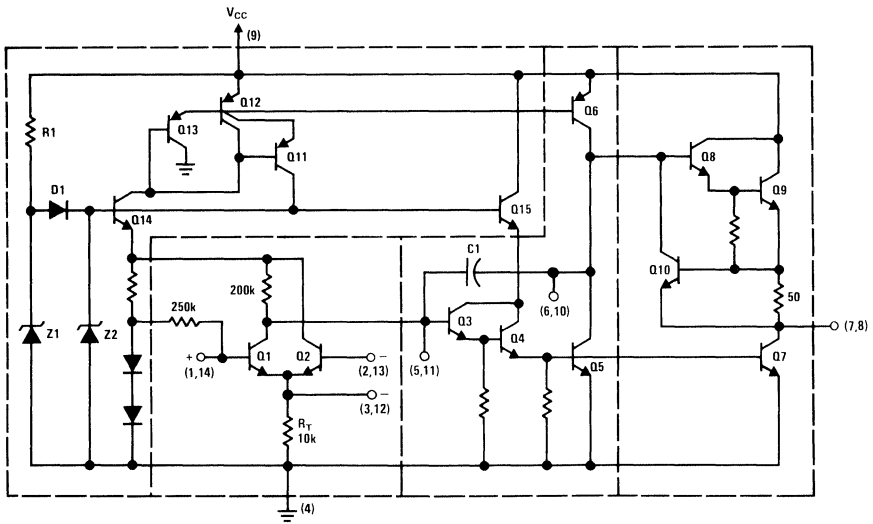 VCC
(9)
Q12
Q6
Q13
R1
Q11
Q8
D1
Q9
Q14
Q15
C1
Q10
200k
250k
(6,10)
50
Z1
Z2
Q3
Q4
(7,8)
+
(1,14)
Q1
Q2
−
(2,13)
(5,11)
Q5
Q7
−
(3,12)
RT
10k
(4)